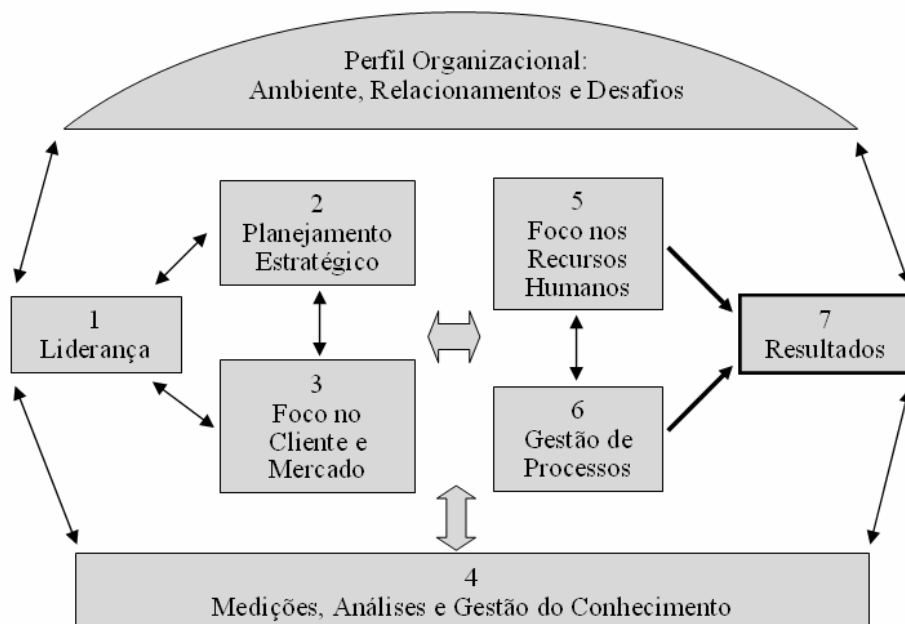 Perfil Organizacional:
Ambiente, Relacionamentos e Desafios
1
Liderança
2
Planejamento
Estratégico
3
Foco no
Cliente e
Mercado
5
Foco nos
Recursos
Humanos
6
Gestão de
Processos
7
Resultados
4
Medições, Análises e Gestão do Conhecimento